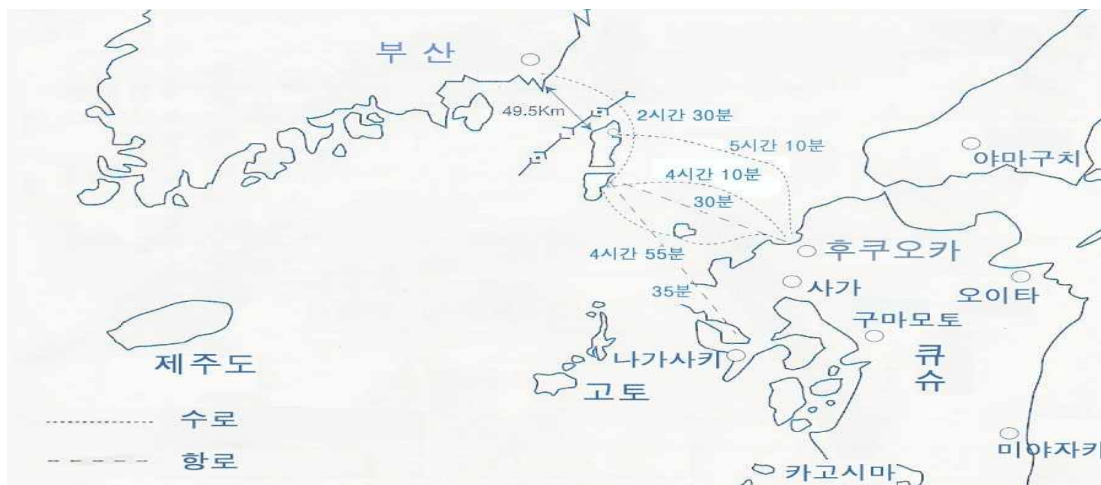 부산
49.5Km
2시간 30분
5시간 10분
야마구치
4시간 10분
30분
후쿠오카
4시간 55분
사가
오이타
35분
구마모토
제주도
나가사키
큐슈
고토
수로
미야자키
항로
카고시마